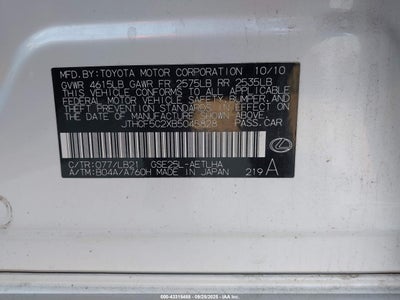 MFD. BY: TOYOTA MOTOR CORPORATION 10/10
GVWR 4615LB GAWR FR 2575LB RR 2535LB
THIS VEHICLE CONFORMS TO ALL APPLICABLE
FEDERAL MOTOR VEHICLE SAFETY, BUMPER, AND
THEFT PREVENTION STANDARDS IN EFFECT ON
THE DATE OF MANUFACTURE SHOWN ABOVE.
PASS. CAR
C/TR: 077/LB21 GSE25L-AETLHA
A/TM: B04A/A760H MADE IN JAPAN 219 A